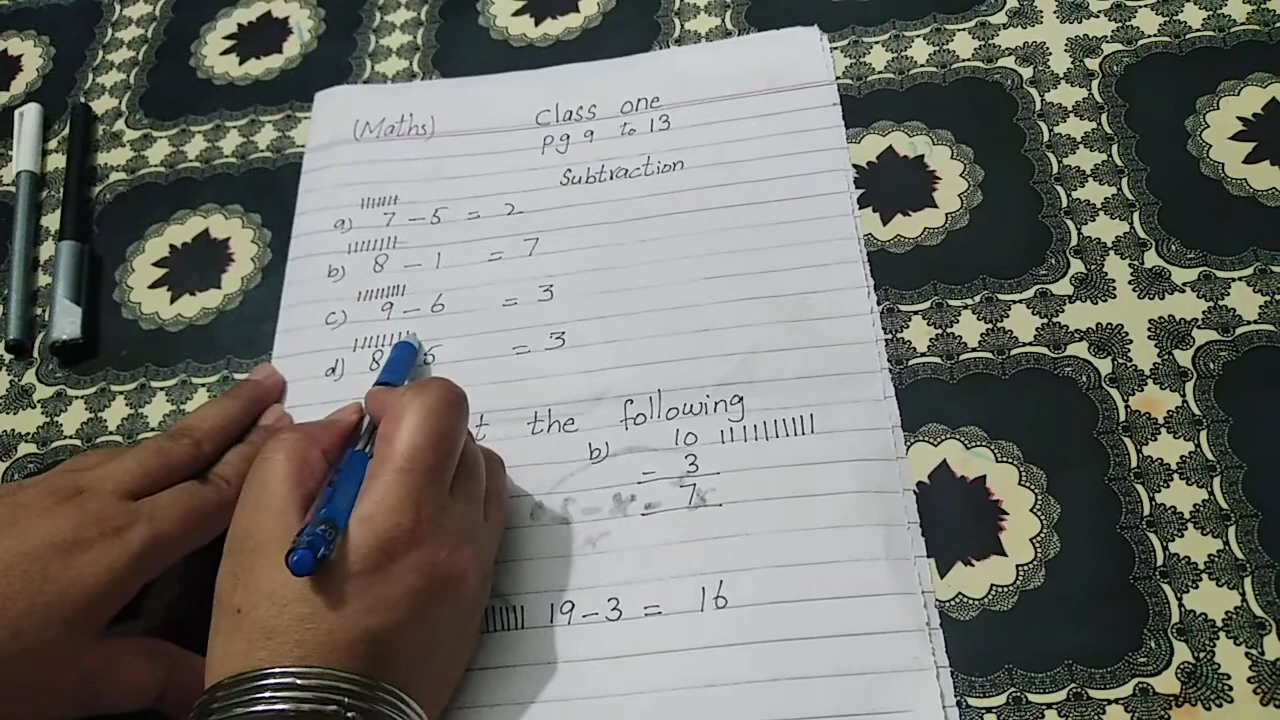 (Maths) Class one
pg 9 to 13
Subtraction
a) 7 - 5 = 2
b) 8 - 1 = 7
c) 9 - 6 = 3
d) 8 5 = 3
the following
b) 10
= 3
7
19 - 3 = 16